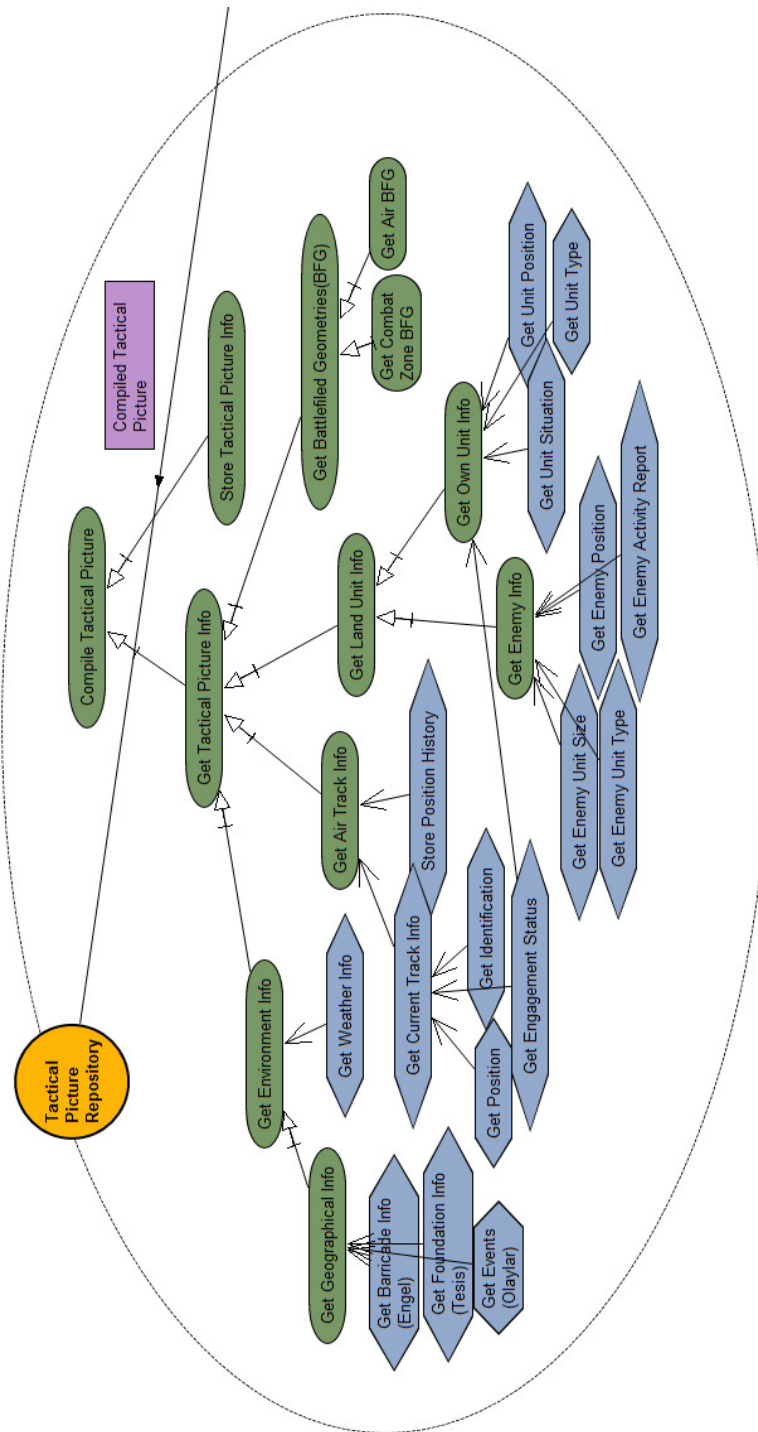 Tactical
Picture
Repository
Compiled Tactical
Picture
Compile Tactical Picture
Get Tactical Picture Info
Store Tactical Picture Info
Get Environment Info
Get Air Track Info
Get Land Unit Info
Get Battlefiled Geometries(BFG)
Get Geographical Info
Get Weather Info
Get Current Track Info
Store Position History
Get Combat
Zone BFG
Get Air BFG
Get Barricade Info
(Engel)
Get Foundation Info
(Tesis)
Get Events
(Olaylar)
Get Position
Get Identification
Get Engagement Status
Get Own Unit Info
Get Enemy Info
Get Unit Position
Get Unit Situation
Get Unit Type
Get Enemy Unit Size
Get Enemy Position
Get Enemy Unit Type
Get Enemy Activity Report